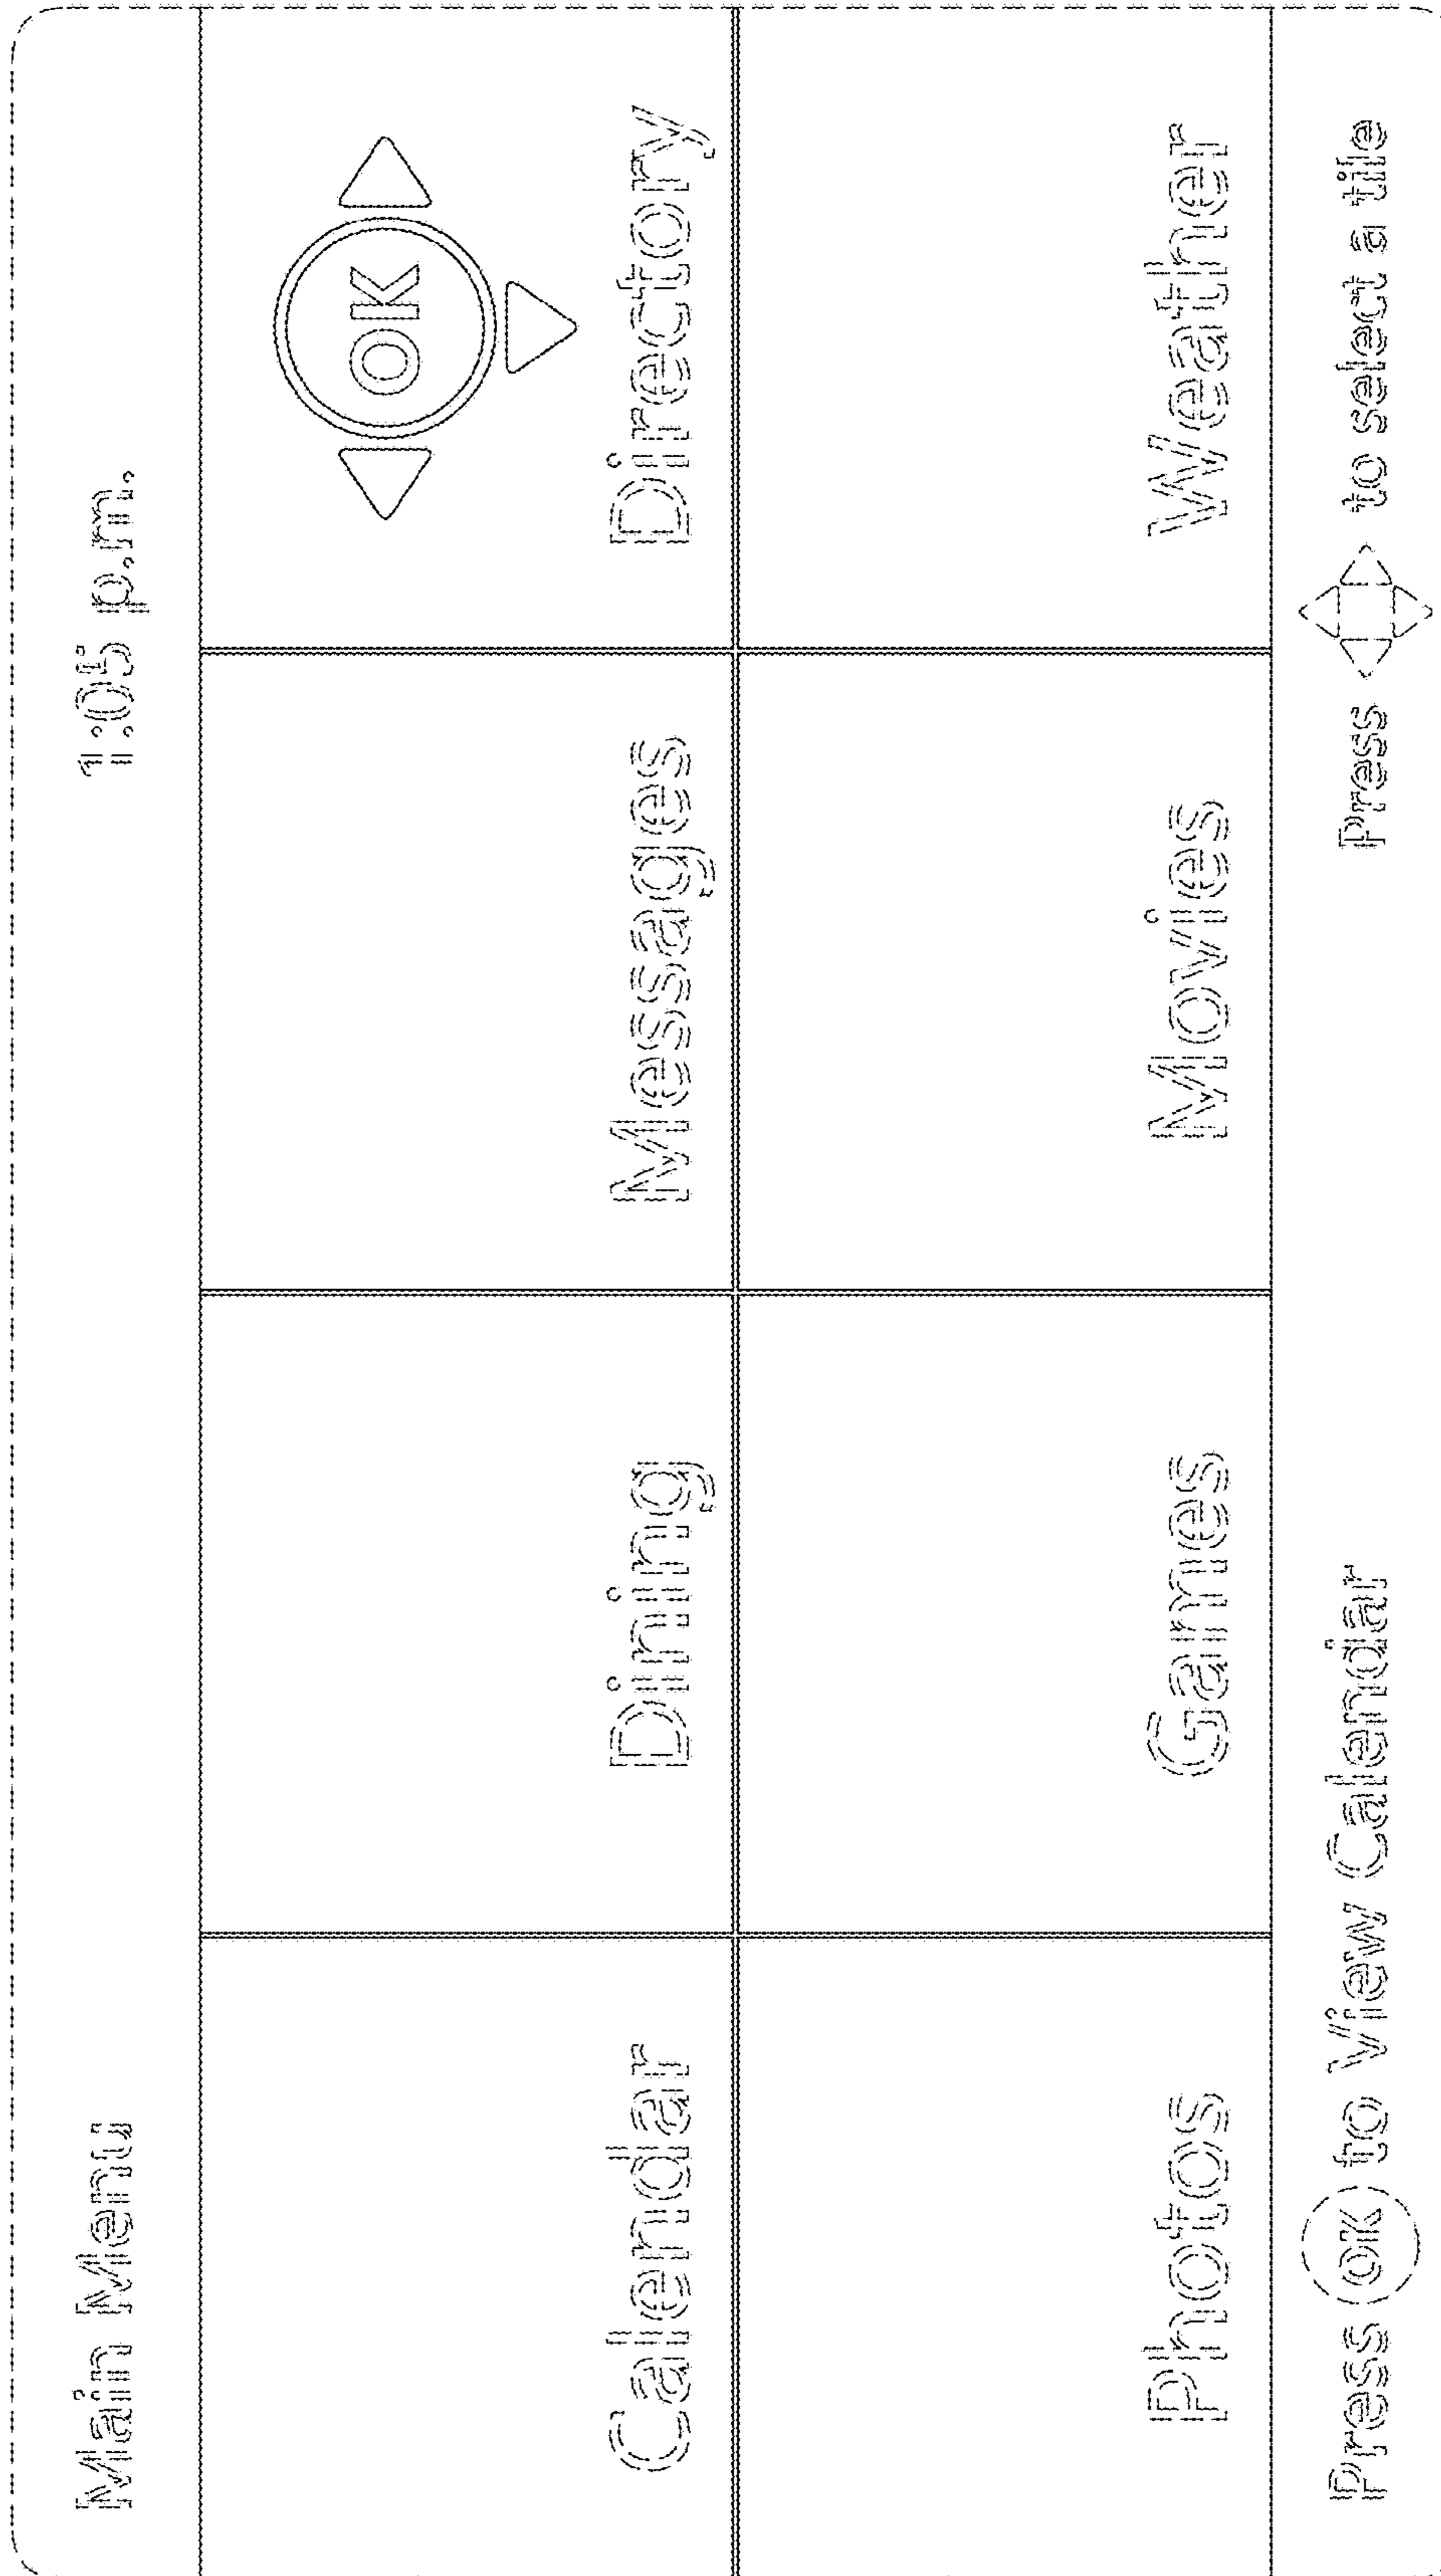 Main Menu
1:05 p.m.
OK
Calendar
Dining
Messages
Directory
Photos
Games
Movies
Weather
Press OK to View Calendar
Press to select a tile